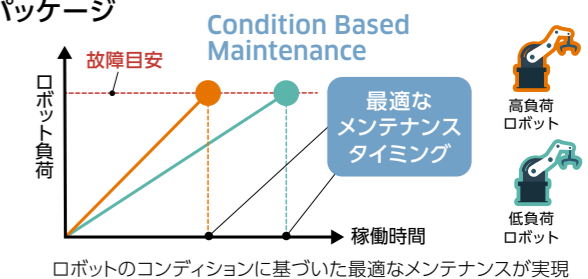 パッケージ
Condition Based
Maintenance
故障目安
ロボット負荷
最適な
メンテナンス
タイミング
稼働時間
高負荷
ロボット
低負荷
ロボット
ロボットのコンディションに基づいた最適なメンテナンスが実現